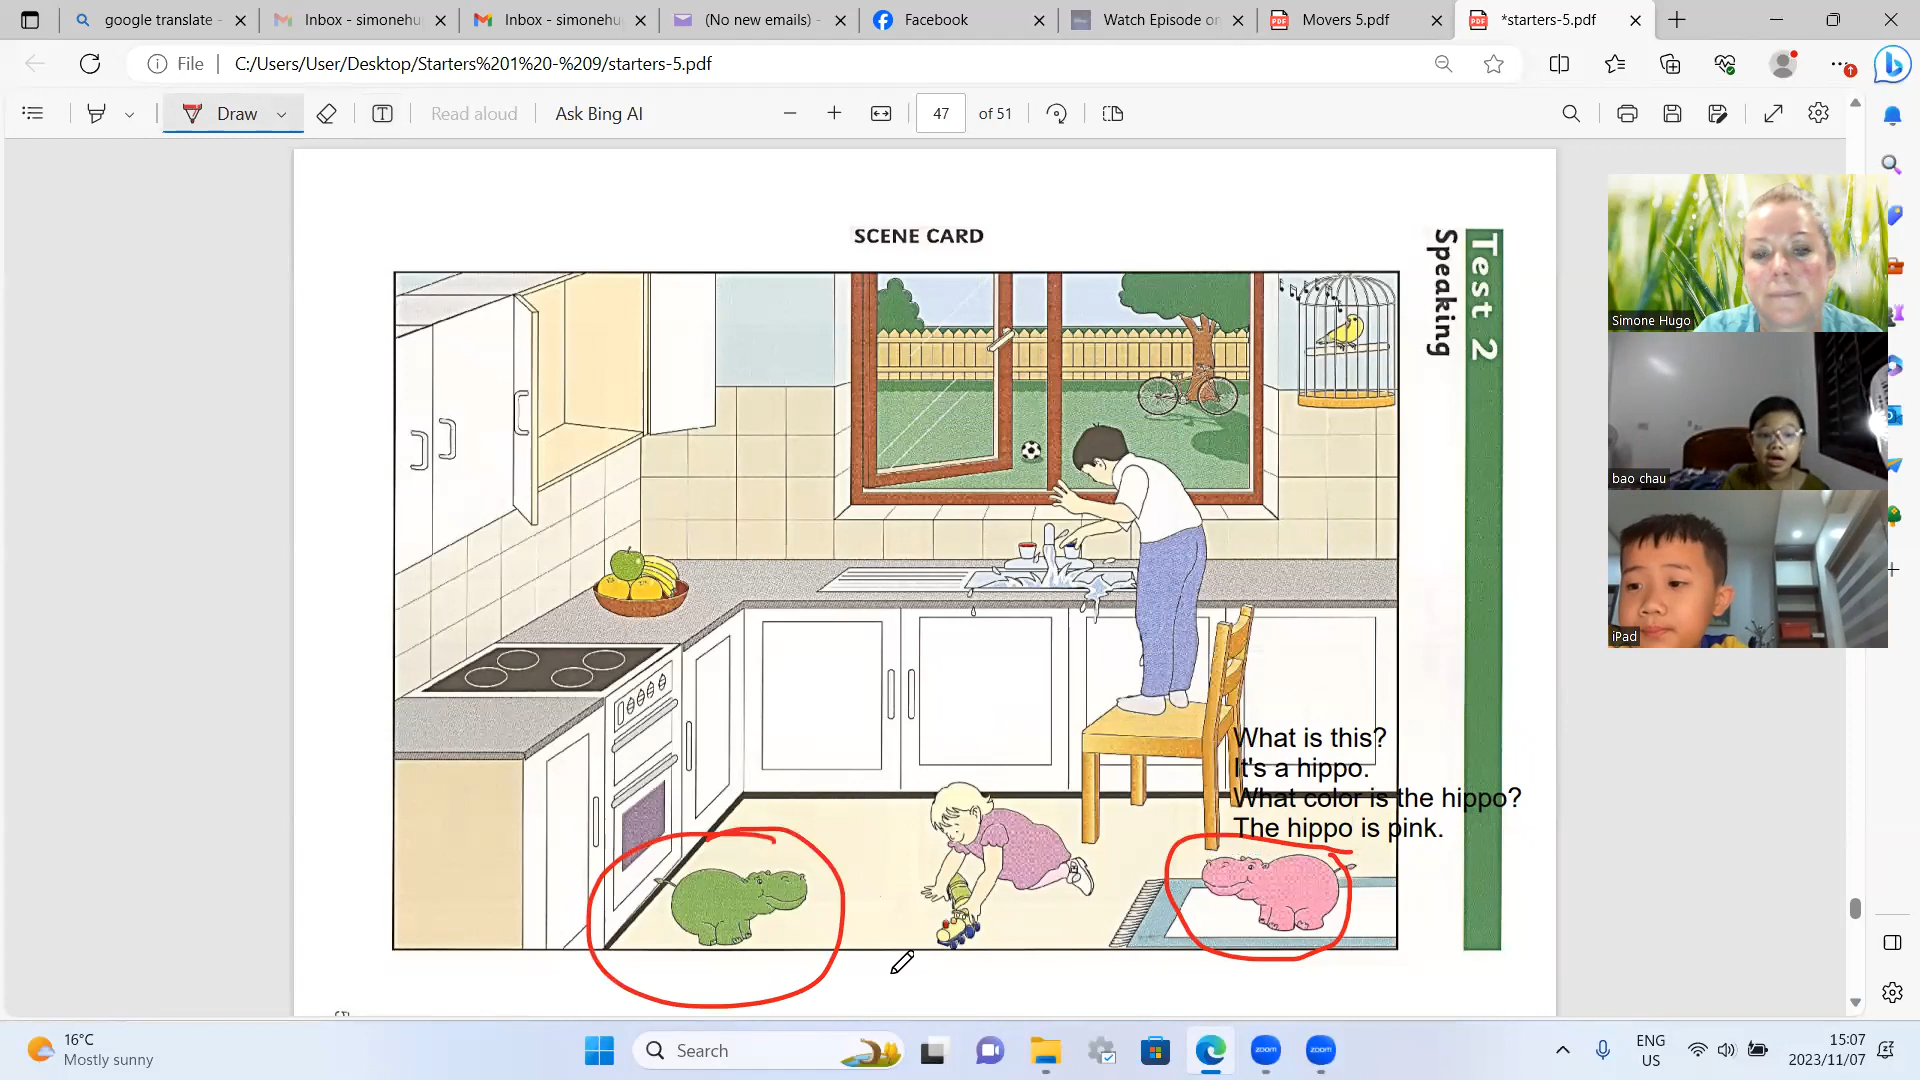 google translate -
Inbox - simonehu
Inbox - simonehu
(No new emails) -
Facebook
Watch Episode on
Movers 5.pdf
*starters-5.pdf
File
C:/Users/User/Desktop/Starters%201%20-%209/starters-5.pdf
Draw
Read aloud
Ask Bing AI
47
of 51
SCENE CARD
Test 2
Speaking
Simone Hugo
bao chau
iPad
What is this?
It's a hippo.
What color is the hippo?
The hippo is pink.
16°C
Mostly sunny
Search
zoom
zoom
ENG
US
15:07
2023/11/07